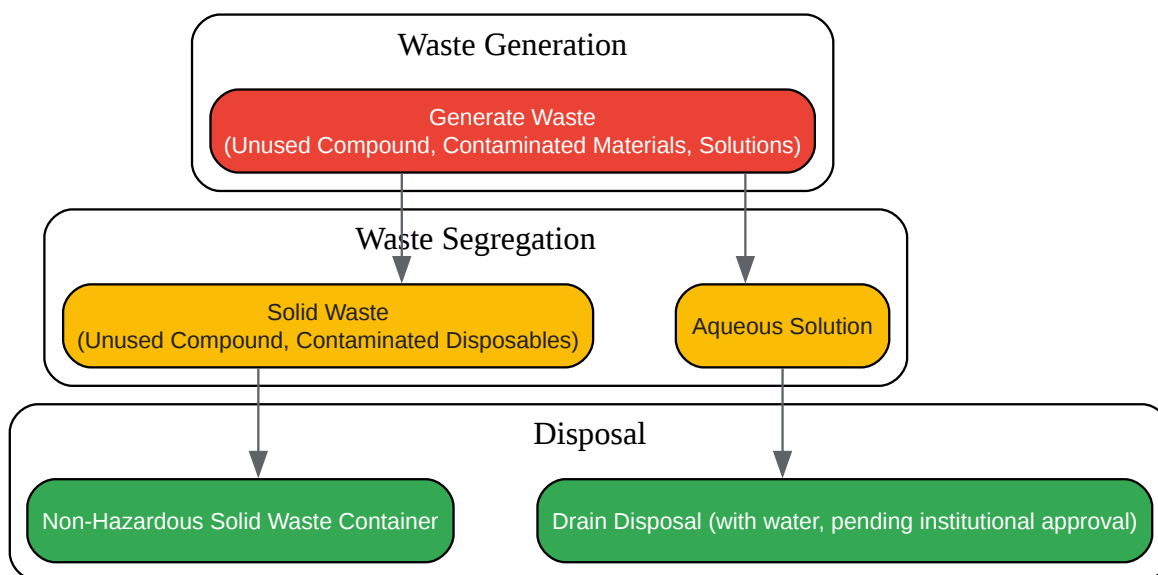 Waste Generation
Generate Waste
(Unused Compound, Contaminated Materials, Solutions)
Waste Segregation
Solid Waste
(Unused Compound, Contaminated Disposables)
Aqueous Solution
Disposal
Non-Hazardous Solid Waste Container
Drain Disposal (with water, pending institutional approval)